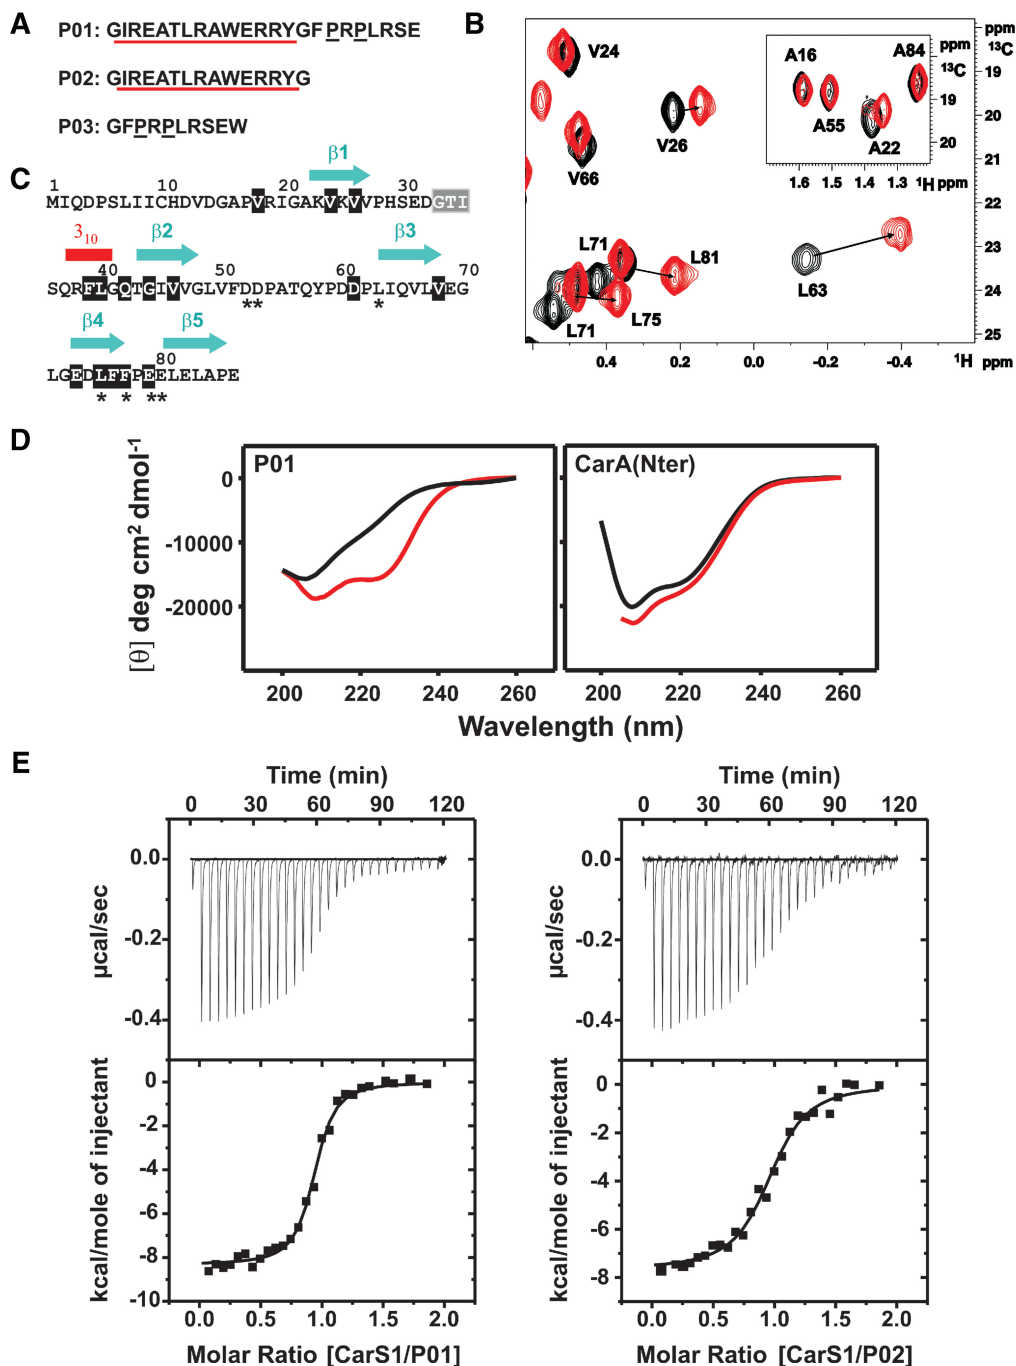 A
P01: GIREATLRAWERRYGFPRPLRSE
P02: GIREATLRAWERRYG
P03: GFPRPLRSEW
B
V24
V26
V66
L71
L81
L71
L75
L63
A16
A84
A55
A22
ppm
13C
19
20
1.6 1.5 1.4 1.3 1H ppm
ppm
13C
19
20
21
22
23
24
25
0.4 0.2 0.0 -0.2 -0.4 1H ppm
C
β1
1 10 20 30
MIQDPSLIICHDVDGAPVRIGAKVKVVPHSEDGTI
310 β2 β3
40 50 60 70
SQRFLGQTGIVVGLVFDDPATQYPDDPLIQVLVEG
** *
β4 β5
80
LGEDLFFPEELELAPE
* * **
D
[θ] deg cm2 dmol-1
P01
CarA(Nter)
0
-10000
-20000
200 220 240 260
200 220 240 260
Wavelength (nm)
E
Time (min)
0 30 60 90 120
µcal/sec
0.0
-0.2
-0.4
kcal/mole of injectant
0
-2
-4
-6
-8
-10
0.0 0.5 1.0 1.5 2.0
Molar Ratio [CarS1/P01]
Time (min)
0 30 60 90 120
µcal/sec
0.0
-0.2
-0.4
kcal/mole of injectant
0
-2
-4
-6
-8
0.0 0.5 1.0 1.5 2.0
Molar Ratio [CarS1/P02]